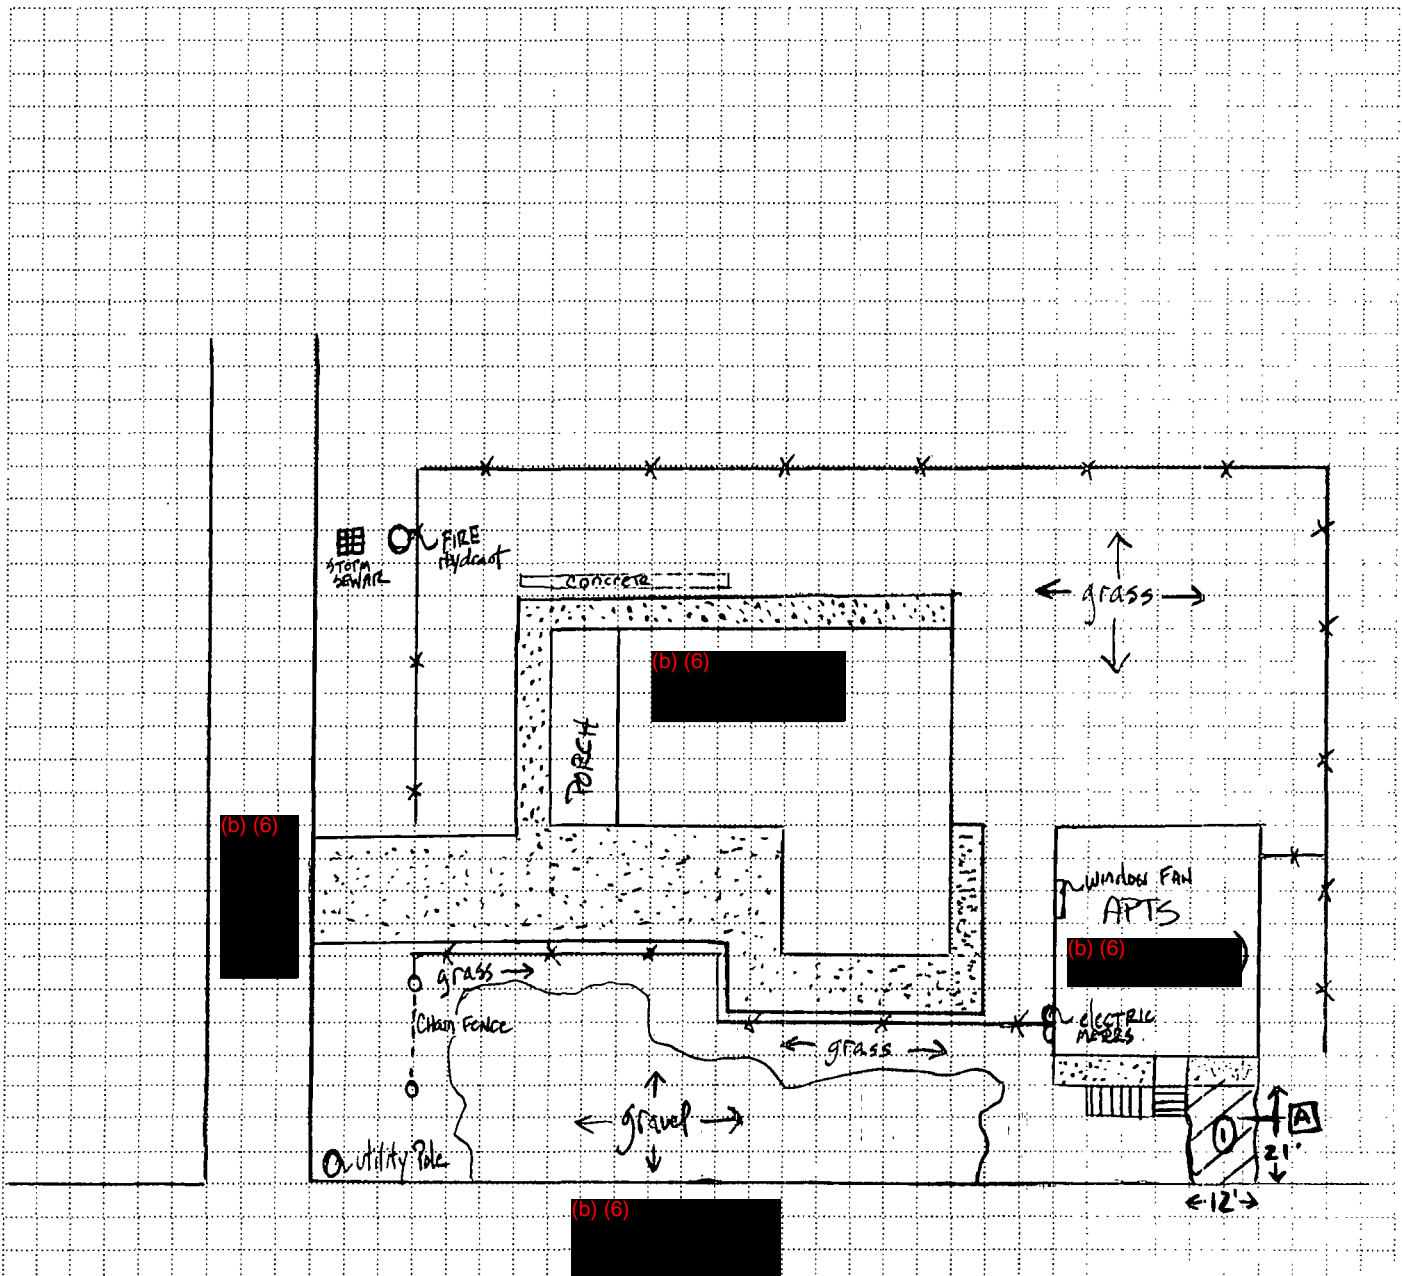 FIRE
Hydrant
STORM
SEWAR
CONCRETE
grass
(b) (6)
PORCH
(b) (6)
WINDOW FAN
APTS
(b) (6)
grass
Chain Fence
electric
METERS
grass
gravel
A
1
21'
utility Pole
12'
(b) (6)